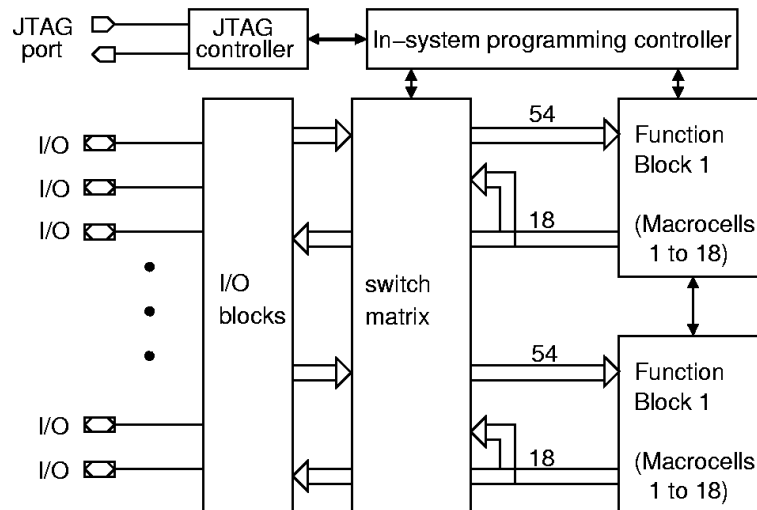 JTAG
port
JTAG
controller
In−system programming controller
I/O
I/O
I/O
I/O
I/O
I/O
blocks
switch
matrix
54
18
Function
Block 1
(Macrocells
1 to 18)
54
18
Function
Block 1
(Macrocells
1 to 18)